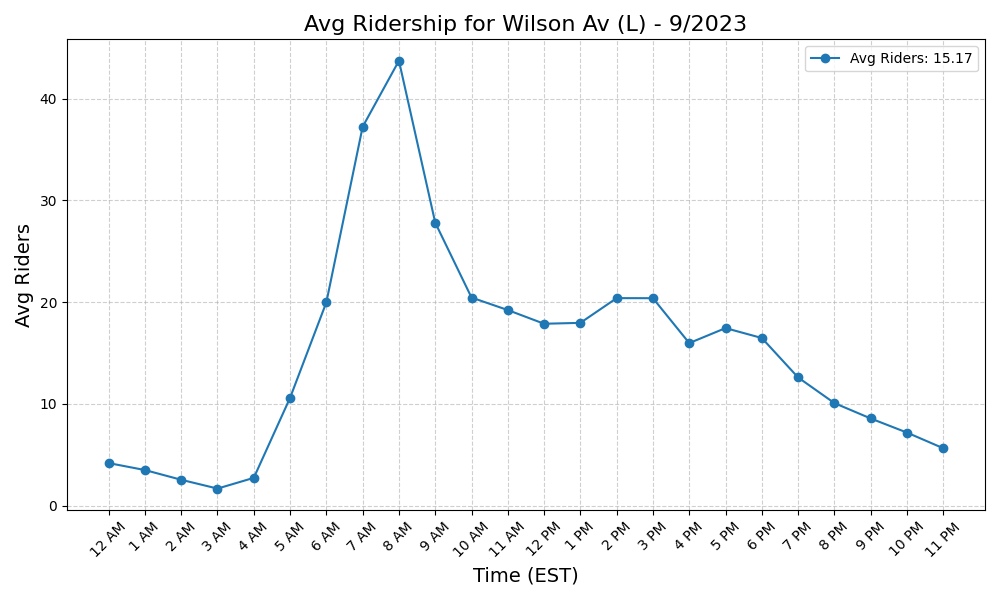 Avg Ridership for Wilson Av (L) - 9/2023
Avg Riders: 15.17
Avg Riders
40
30
20
10
0
12 AM
1 AM
2 AM
3 AM
4 AM
5 AM
6 AM
7 AM
8 AM
9 AM
10 AM
11 AM
12 PM
1 PM
2 PM
3 PM
4 PM
5 PM
6 PM
7 PM
8 PM
9 PM
10 PM
11 PM
Time (EST)